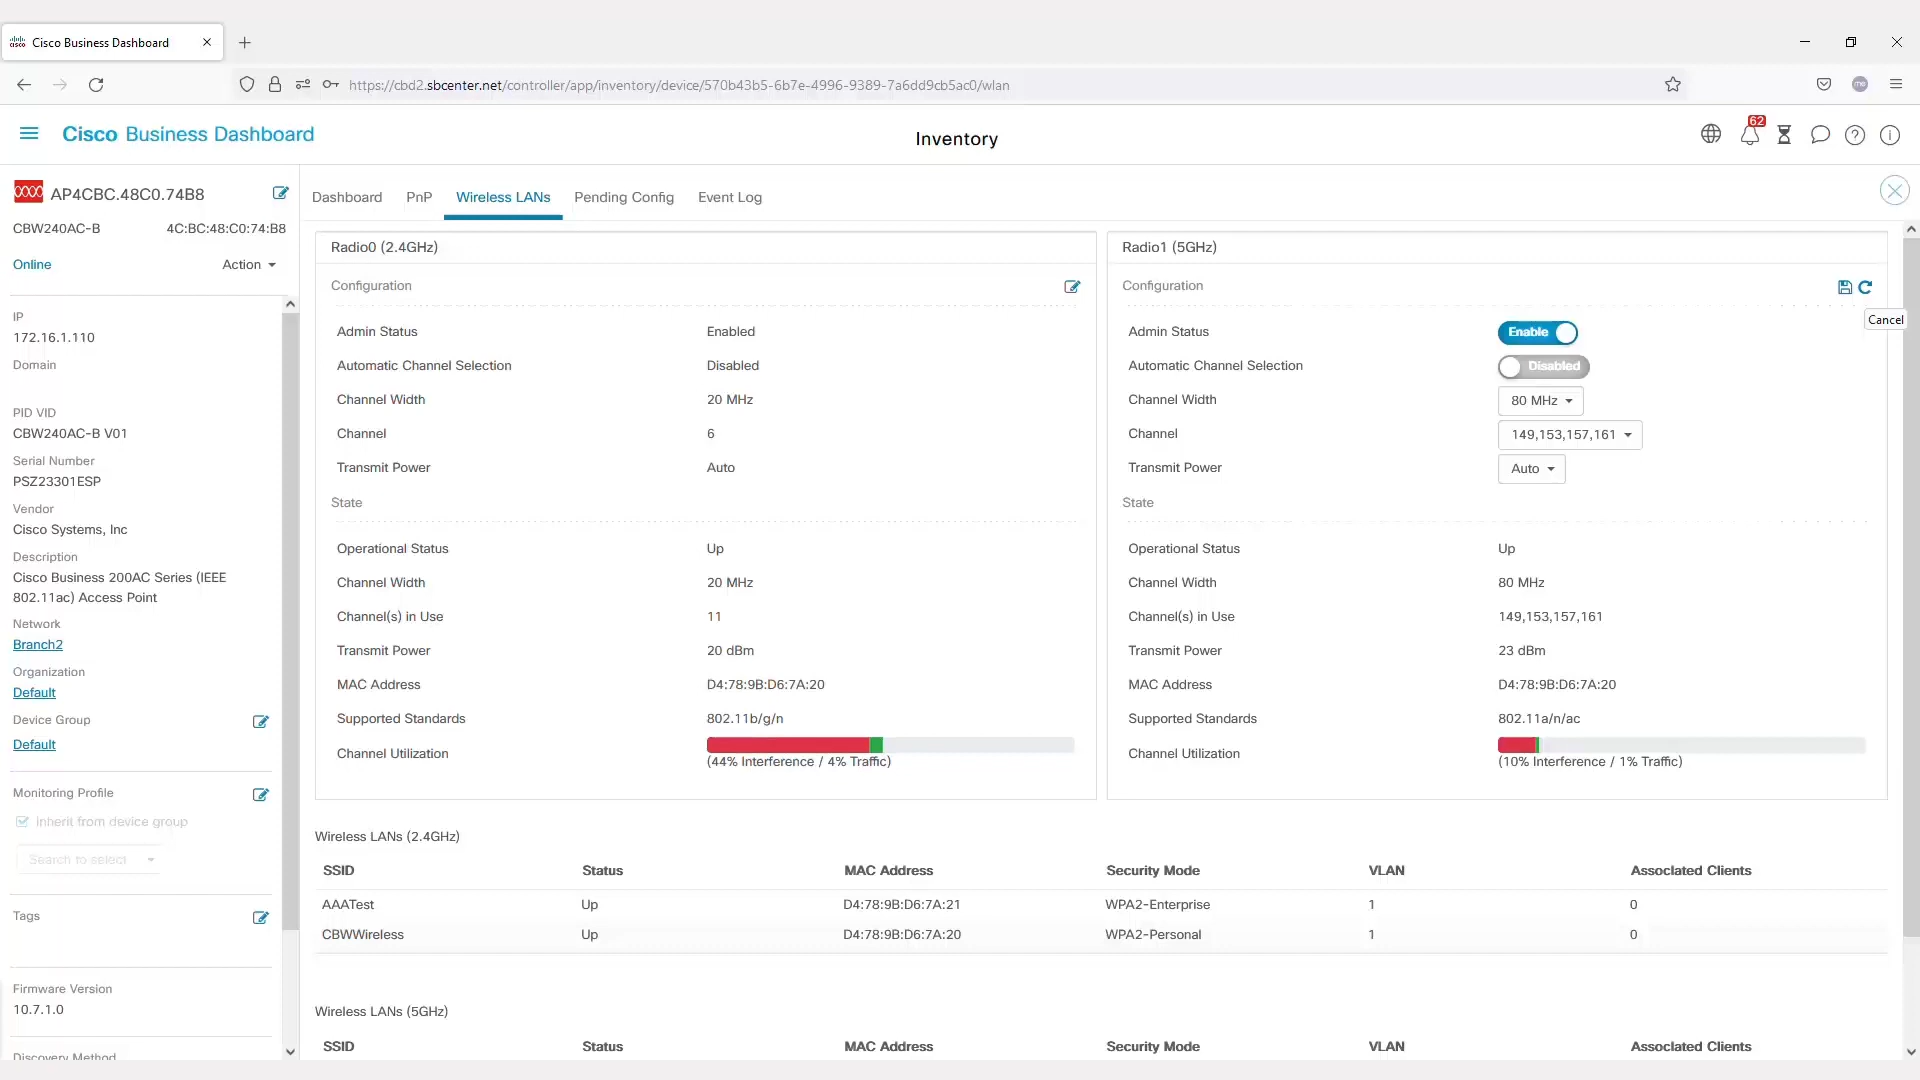 Cisco Business Dashboard
https://cbd2.sbcenter.net/controller/app/inventory/device/570b43b5-6b7e-4996-9389-7a6dd9cb5ac0/wlan
Cisco Business Dashboard
Inventory
62
AP4CBC.48C0.74B8
CBW240AC-B 4C:BC:48:C0:74:B8
Online Action
IP
172.16.1.110
Domain
PID VID
CBW240AC-B V01
Serial Number
PSZ23301ESP
Vendor
Cisco Systems, Inc
Description
Cisco Business 200AC Series (IEEE
802.11ac) Access Point
Network
Branch2
Organization
Default
Device Group
Default
Monitoring Profile
Inherit from device group
Search to select
Tags
Firmware Version
10.7.1.0
Discovery Method
Dashboard PnP Wireless LANs Pending Config Event Log
Radio0 (2.4GHz)
Configuration
Admin Status Enabled
Automatic Channel Selection Disabled
Channel Width 20 MHz
Channel 6
Transmit Power Auto
State
Operational Status Up
Channel Width 20 MHz
Channel(s) in Use 11
Transmit Power 20 dBm
MAC Address D4:78:9B:D6:7A:20
Supported Standards 802.11b/g/n
Channel Utilization
(44% Interference / 4% Traffic)
Radio1 (5GHz)
Configuration
Cancel
Admin Status Enable
Automatic Channel Selection Disabled
Channel Width 80 MHz
Channel 149,153,157,161
Transmit Power Auto
State
Operational Status Up
Channel Width 80 MHz
Channel(s) in Use 149,153,157,161
Transmit Power 23 dBm
MAC Address D4:78:9B:D6:7A:20
Supported Standards 802.11a/n/ac
Channel Utilization
(10% Interference / 1% Traffic)
Wireless LANs (2.4GHz)
SSID Status MAC Address Security Mode VLAN Associated Clients
AAATest Up D4:78:9B:D6:7A:21 WPA2-Enterprise 1 0
CBWWireless Up D4:78:9B:D6:7A:20 WPA2-Personal 1 0
Wireless LANs (5GHz)
SSID Status MAC Address Security Mode VLAN Associated Clients